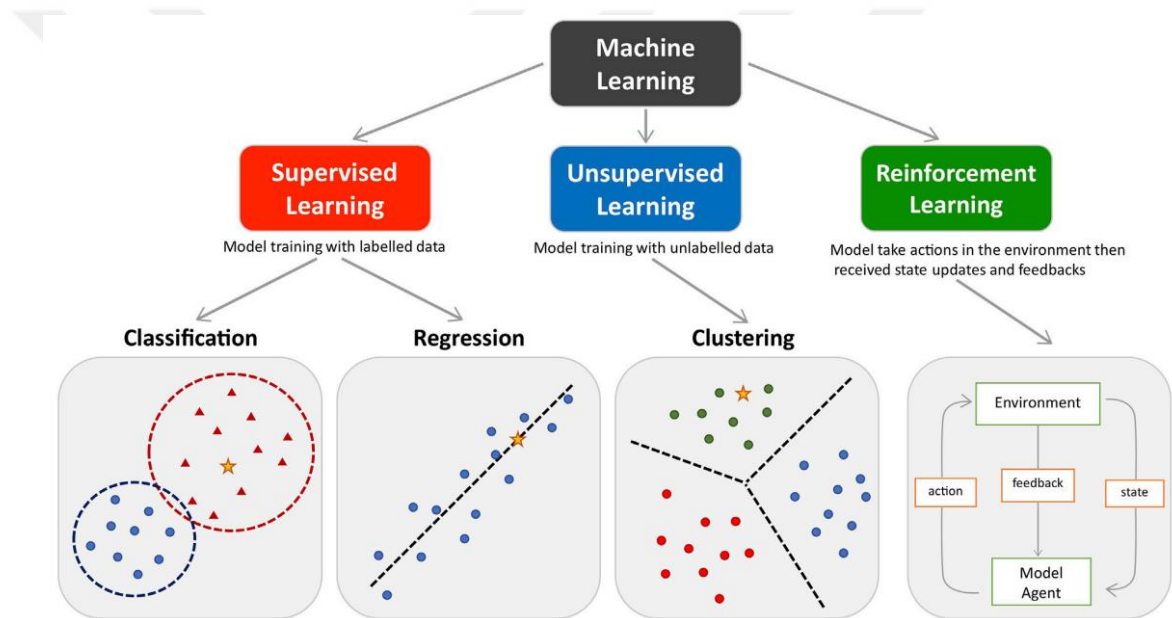 Machine
Learning
Supervised
Learning
Unsupervised
Learning
Reinforcement
Learning
Model training with labelled data
Model training with unlabelled data
Model take actions in the environment then
received state updates and feedbacks
Classification
Regression
Clustering
Environment
action
feedback
state
Model
Agent